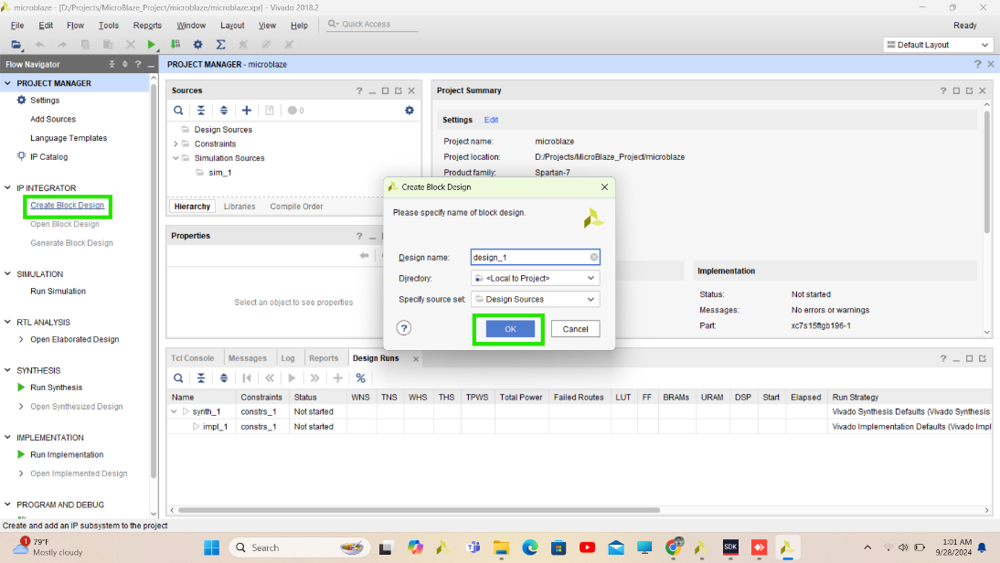 microblaze - [D:/Projects/MicroBlaze_Project/microblaze/microblaze.xpr] - Vivado 2018.2
File Edit Flow Tools Reports Window Layout View Help Quick Access Ready
Default Layout
Flow Navigator
PROJECT MANAGER - microblaze
PROJECT MANAGER
Settings
Add Sources
Language Templates
IP Catalog
IP INTEGRATOR
Create Block Design
Open Block Design
Generate Block Design
SIMULATION
Run Simulation
RTL ANALYSIS
Open Elaborated Design
SYNTHESIS
Run Synthesis
Open Synthesized Design
IMPLEMENTATION
Run Implementation
Open Implemented Design
PROGRAM AND DEBUG
Sources
0
Design Sources
Constraints
Simulation Sources
sim_1
Hierarchy Libraries Compile Order
Properties
Select an object to see properties
Project Summary
Settings Edit
Project name: microblaze
Project location: D:/Projects/MicroBlaze_Project/microblaze
Product family: Spartan-7
Implementation
Status: Not started
Messages: No errors or warnings
Part: xc7s15ftgb196-1
Create Block Design
Please specify name of block design.
Design name: design_1
Directory: <Local to Project>
Specify source set: Design Sources
? OK Cancel
Tcl Console Messages Log Reports Design Runs
Name Constraints Status WNS TNS WHS THS TPWS Total Power Failed Routes LUT FF BRAMs URAM DSP Start Elapsed Run Strategy
synth_1 constrs_1 Not started Vivado Synthesis Defaults (Vivado Synthesis
impl_1 constrs_1 Not started Vivado Implementation Defaults (Vivado Impl
Create and add an IP subsystem to the project
1
79°F
Mostly cloudy
Search
SDK
1:01 AM
9/28/2024